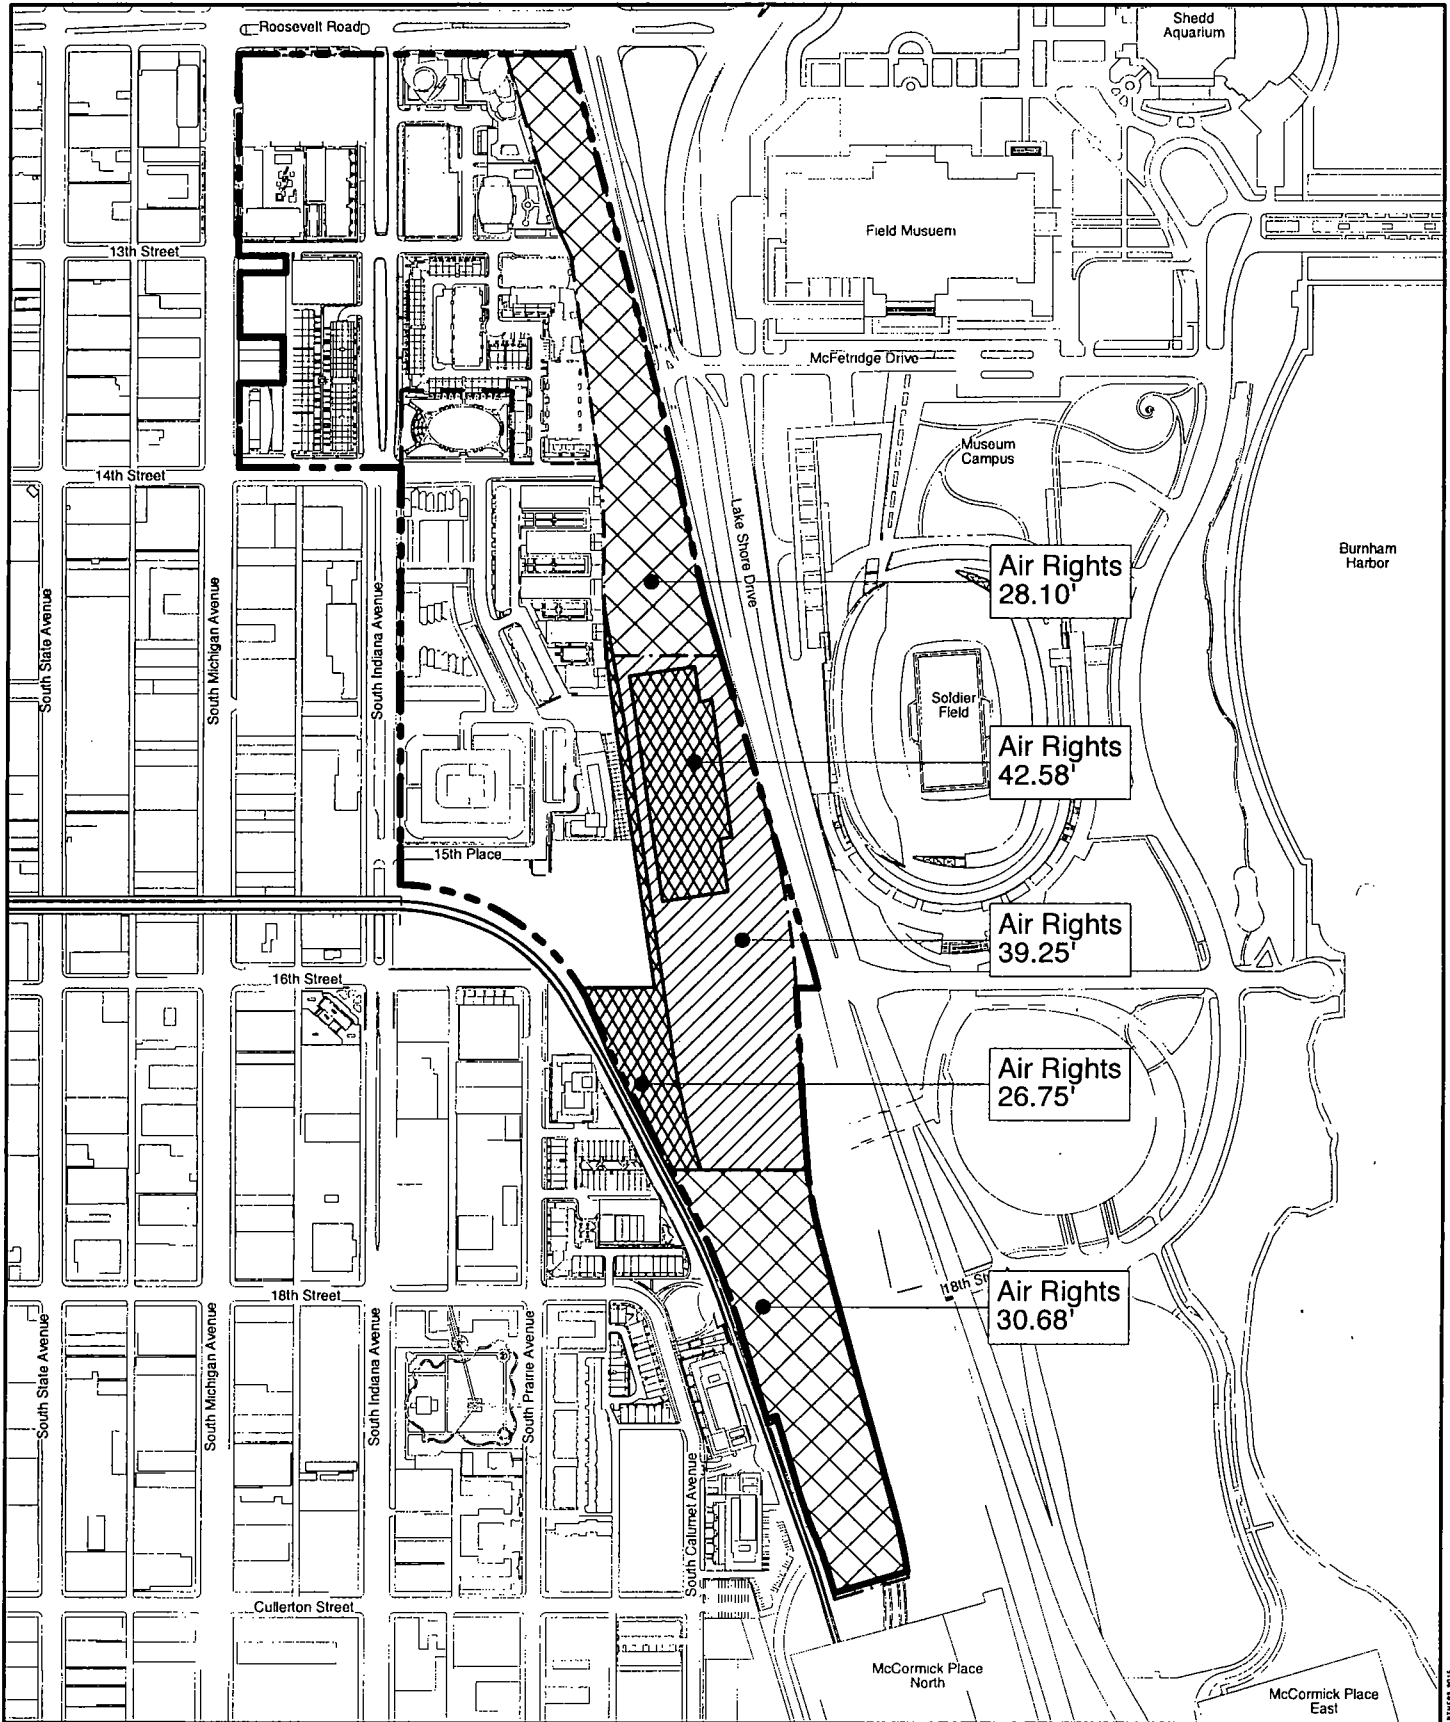 Roosevelt Road
Shedd
Aquarium
Field Musuem
13th Street
McFetridge Drive
Museum
Campus
14th Street
Lake Shore Drive
Burnham
Harbor
Air Rights
28.10'
South State Avenue
South Michigan Avenue
South Indiana Avenue
Soldier
Field
Air Rights
42.58'
15th Place
Air Rights
39.25'
16th Street
Air Rights
26.75'
18th Street
18th St
Air Rights
30.68'
South State Avenue
South Michigan Avenue
South Indiana Avenue
South Prairie Avenue
South Calumet Avenue
Cullerton Street
McCormick Place
North
McCormick Place
East